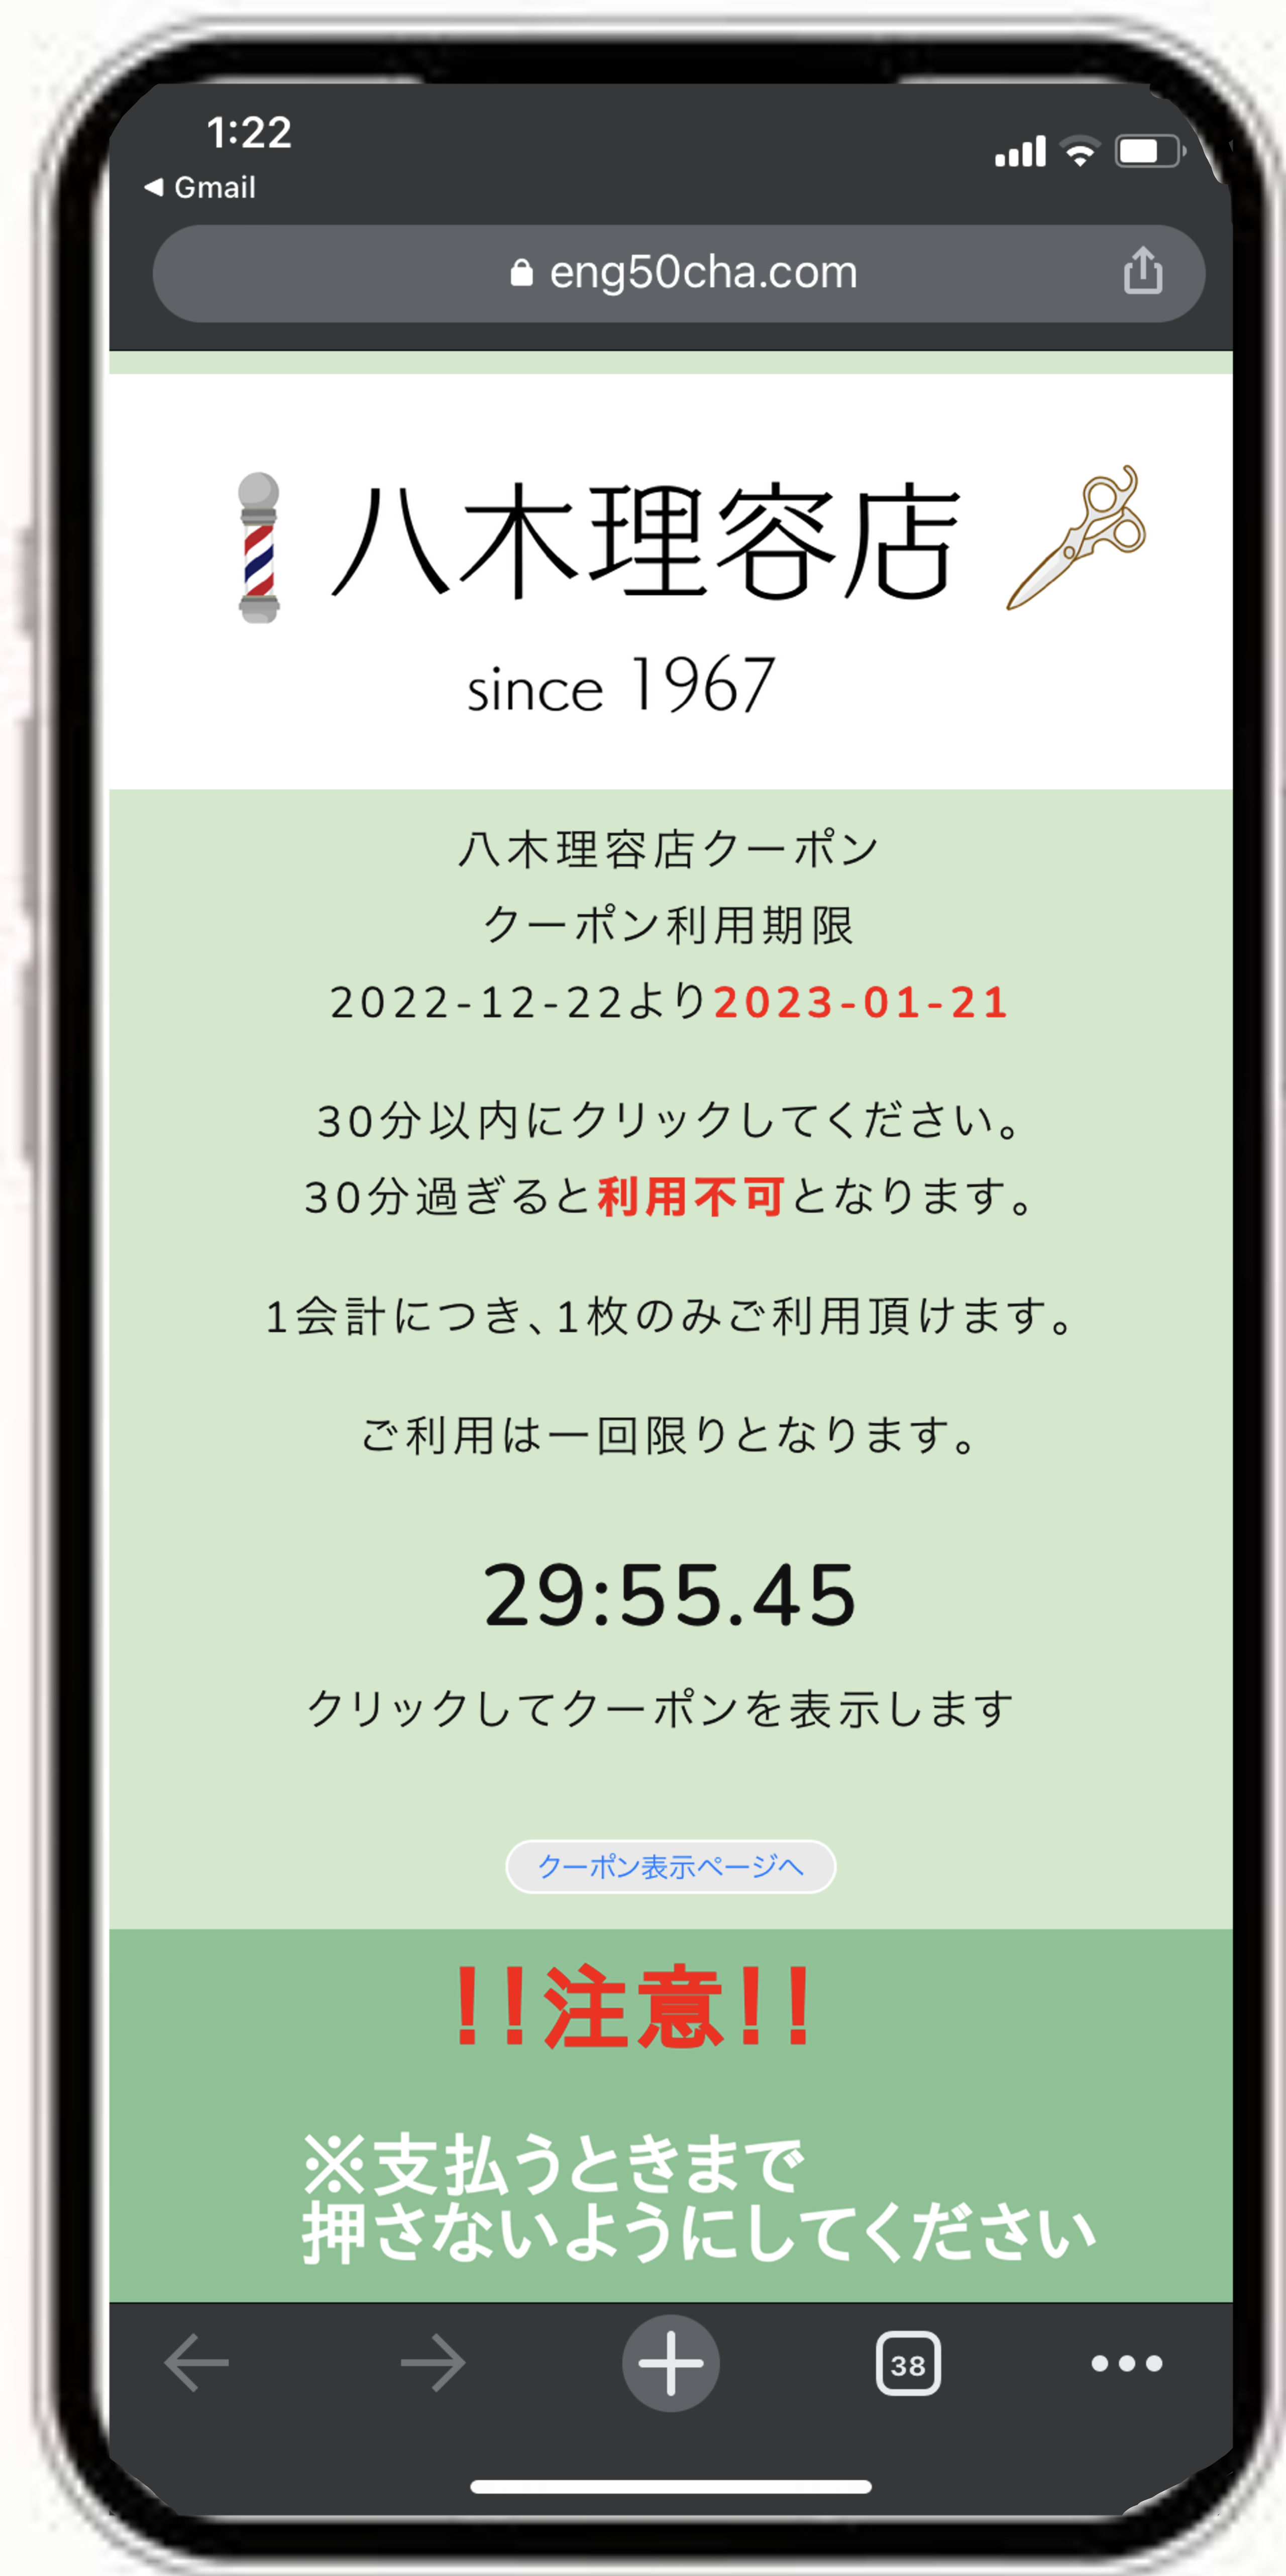 1:22
◀ Gmail
eng50cha.com
八木理容店
since 1967
八木理容店クーポン
クーポン利用期限
2022-12-22より2023-01-21
30分以内にクリックしてください。
30分過ぎると利用不可となります。
1会計につき、1枚のみご利用頂けます。
ご利用は一回限りとなります。
29:55.45
クリックしてクーポンを表示します
クーポン表示ページへ
!!注意!!
※支払うときまで
押さないようにしてください
38